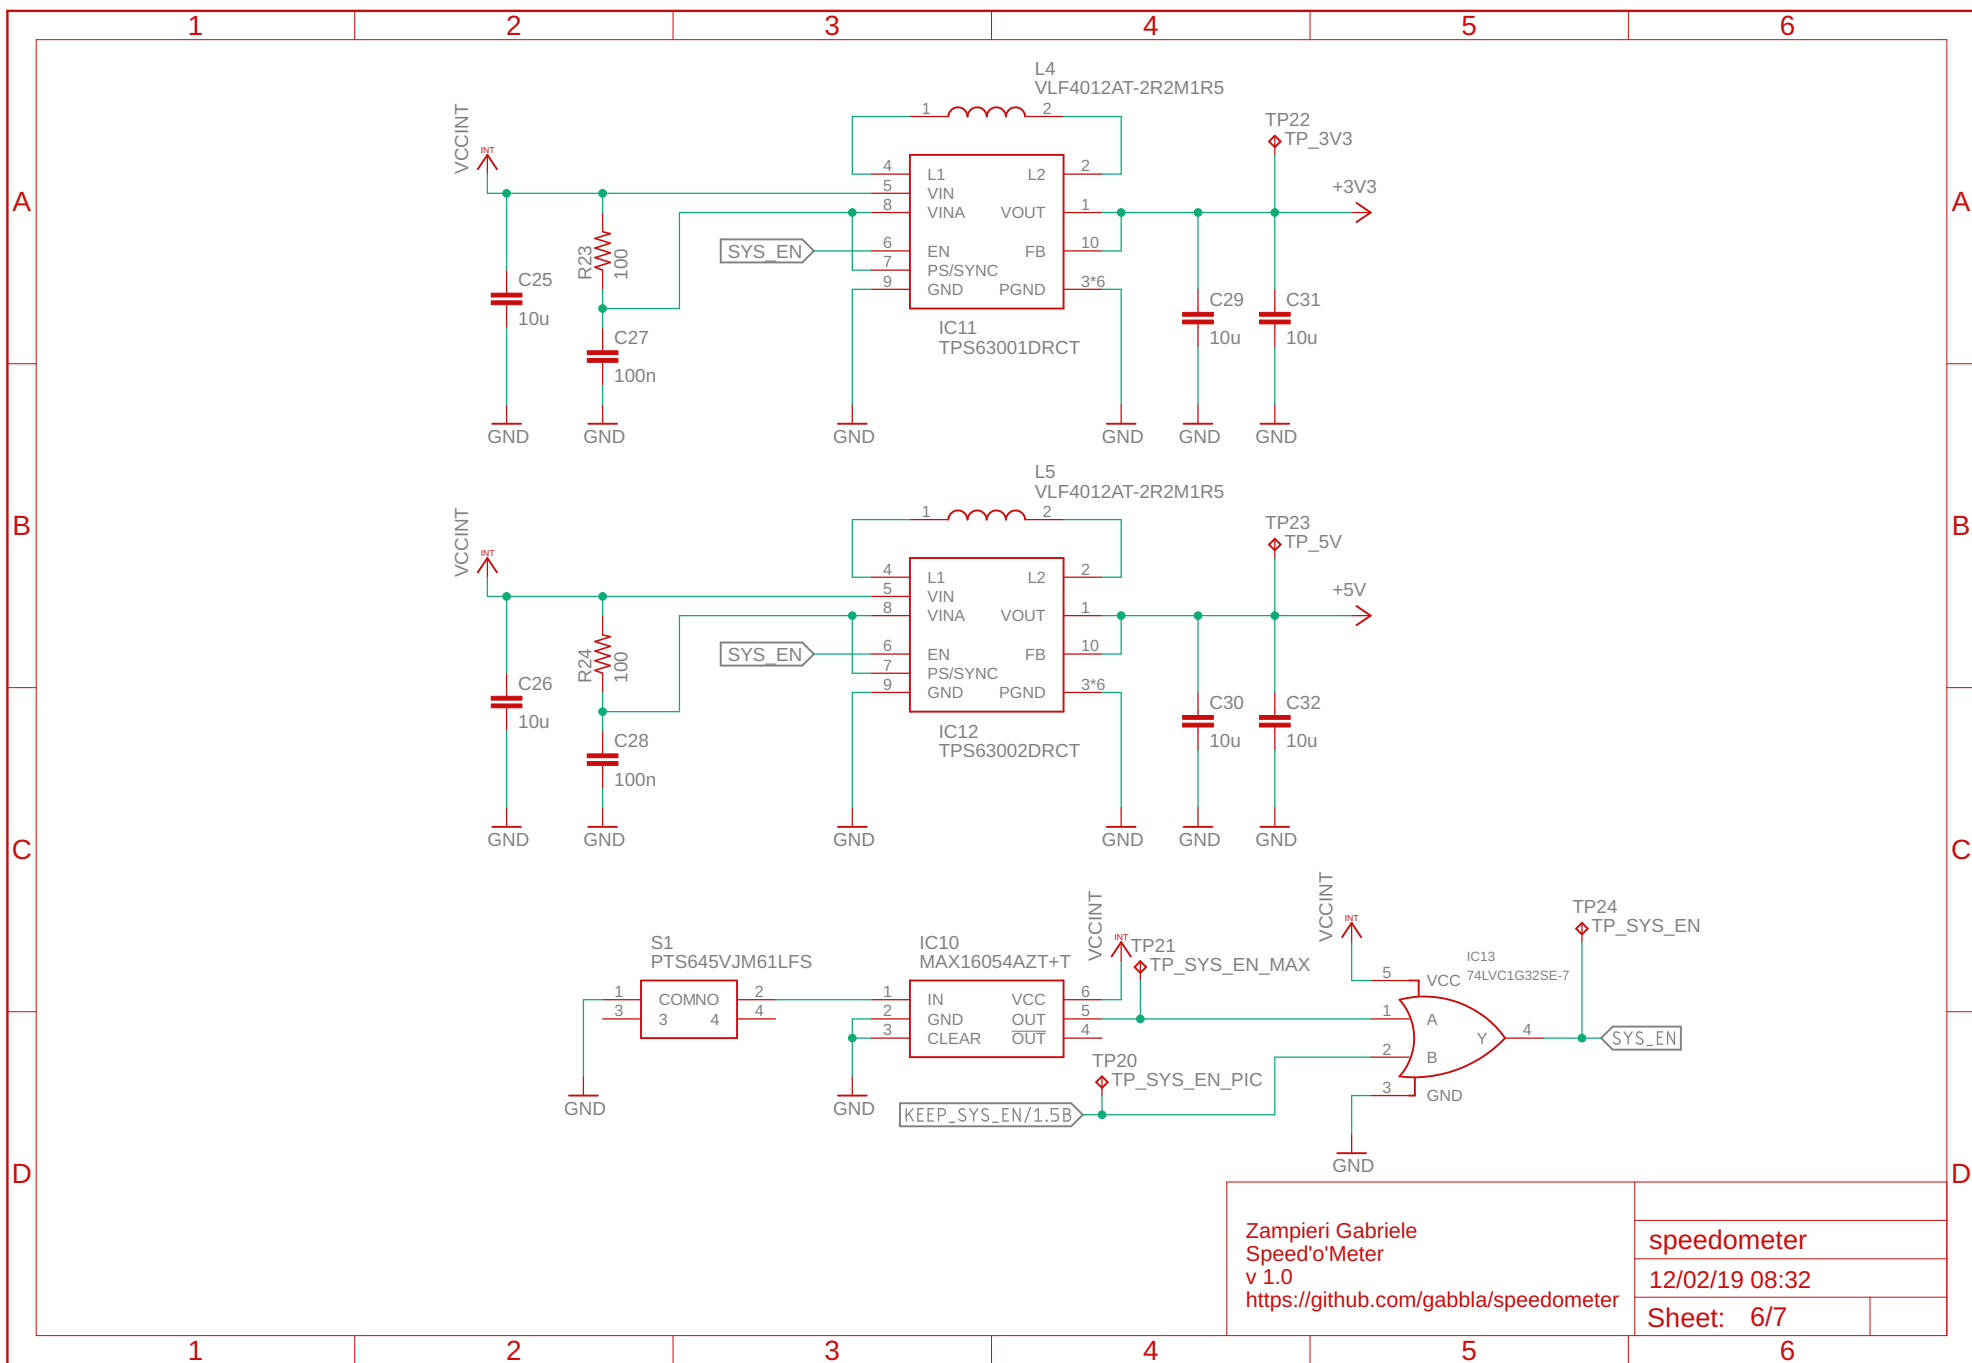 1 2 3 4 5 6
A A
B B
C C
D D
L4
VLF4012AT-2R2M1R5
1 2
VCCINT
INT
TP22
TP_3V3
+3V3
4 L1 L2 2
5 VIN
8 VINA VOUT 1
SYS_EN
6 EN FB 10
7 PS/SYNC
9 GND PGND 3*6
IC11
TPS63001DRCT
R23
100
C25
10u
C27
100n
C29
10u
C31
10u
GND GND GND GND GND GND
L5
VLF4012AT-2R2M1R5
1 2
VCCINT
INT
TP23
TP_5V
+5V
4 L1 L2 2
5 VIN
8 VINA VOUT 1
SYS_EN
6 EN FB 10
7 PS/SYNC
9 GND PGND 3*6
IC12
TPS63002DRCT
R24
100
C26
10u
C28
100n
C30
10u
C32
10u
GND GND GND GND GND GND
S1
PTS645VJM61LFS
1 COMNO 2
3 3 4 4
GND
IC10
MAX16054AZT+T
1 IN VCC 6
2 GND OUT 5
3 CLEAR OUT 4
GND
VCCINT
INT
TP21
TP_SYS_EN_MAX
TP20
TP_SYS_EN_PIC
KEEP_SYS_EN/1.5B
VCCINT
INT
IC13
74LVC1G32SE-7
5 VCC
1 A
2 B
3 GND
Y 4
GND
TP24
TP_SYS_EN
SYS_EN
Zampieri Gabriele
Speed'o'Meter
v 1.0
https://github.com/gabbla/speedometer
speedometer
12/02/19 08:32
Sheet: 6/7
1 2 3 4 5 6